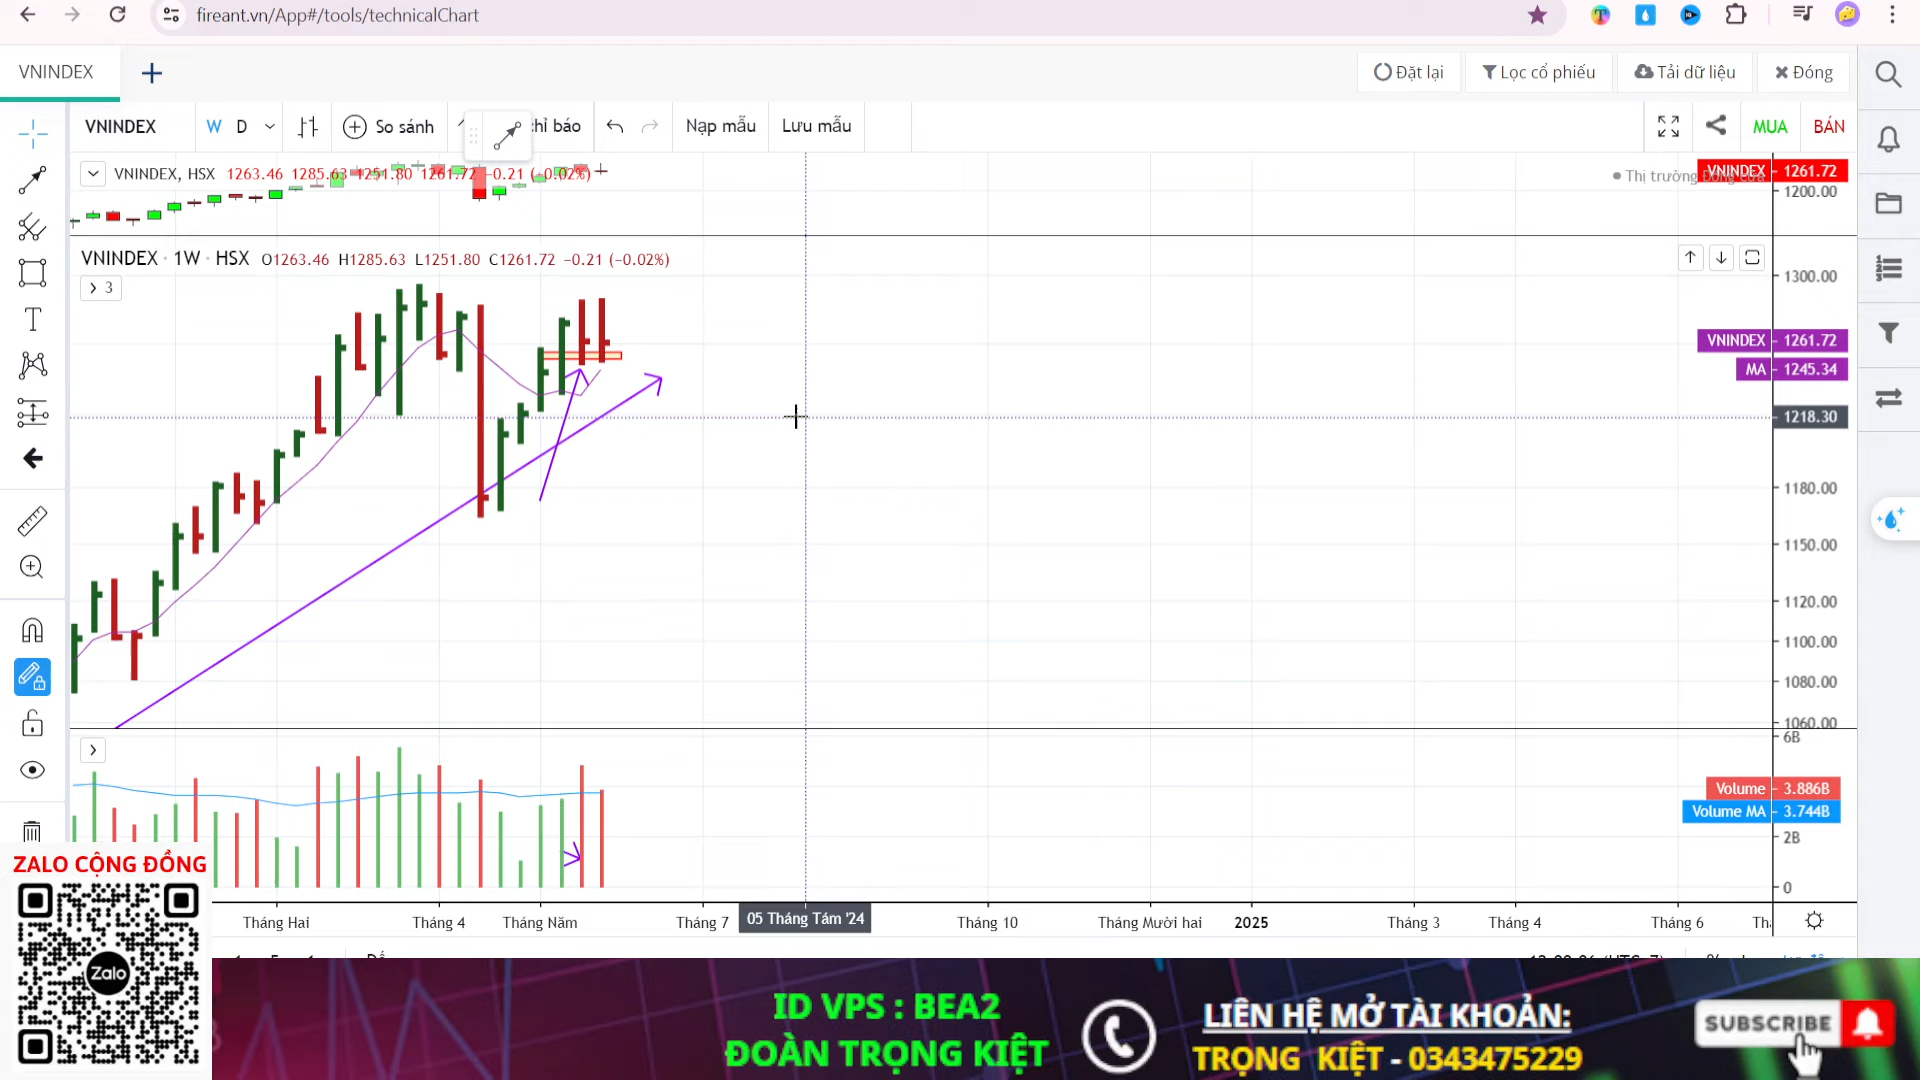 fireant.vn/App#/tools/technicalChart
VNINDEX
Đặt lại
Lọc cổ phiếu
Tải dữ liệu
Đóng
VNINDEX
W
D
So sánh
hỉ báo
Nạp mẫu
Lưu mẫu
MUA
BÁN
VNINDEX, HSX 1263.46 1285.63 1251.80 1261.72 −0.21 (−0.02%)
Thị trường đóng cửa
VNINDEX 1261.72
1200.00
VNINDEX · 1W · HSX O1263.46 H1285.63 L1251.80 C1261.72 −0.21 (−0.02%)
3
1300.00
VNINDEX 1261.72
MA 1245.34
1218.30
1180.00
1150.00
1120.00
1100.00
1080.00
1060.00
6B
Volume 3.886B
Volume MA 3.744B
2B
0
Tháng Hai
Tháng 4
Tháng Năm
Tháng 7
05 Tháng Tám '24
Tháng 10
Tháng Mười hai
2025
Tháng 3
Tháng 4
Tháng 6
ZALO CỘNG ĐỒNG
Zalo
ID VPS : BEA2
ĐOÀN TRỌNG KIỆT
LIÊN HỆ MỞ TÀI KHOẢN:
TRỌNG KIỆT - 0343475229
SUBSCRIBE